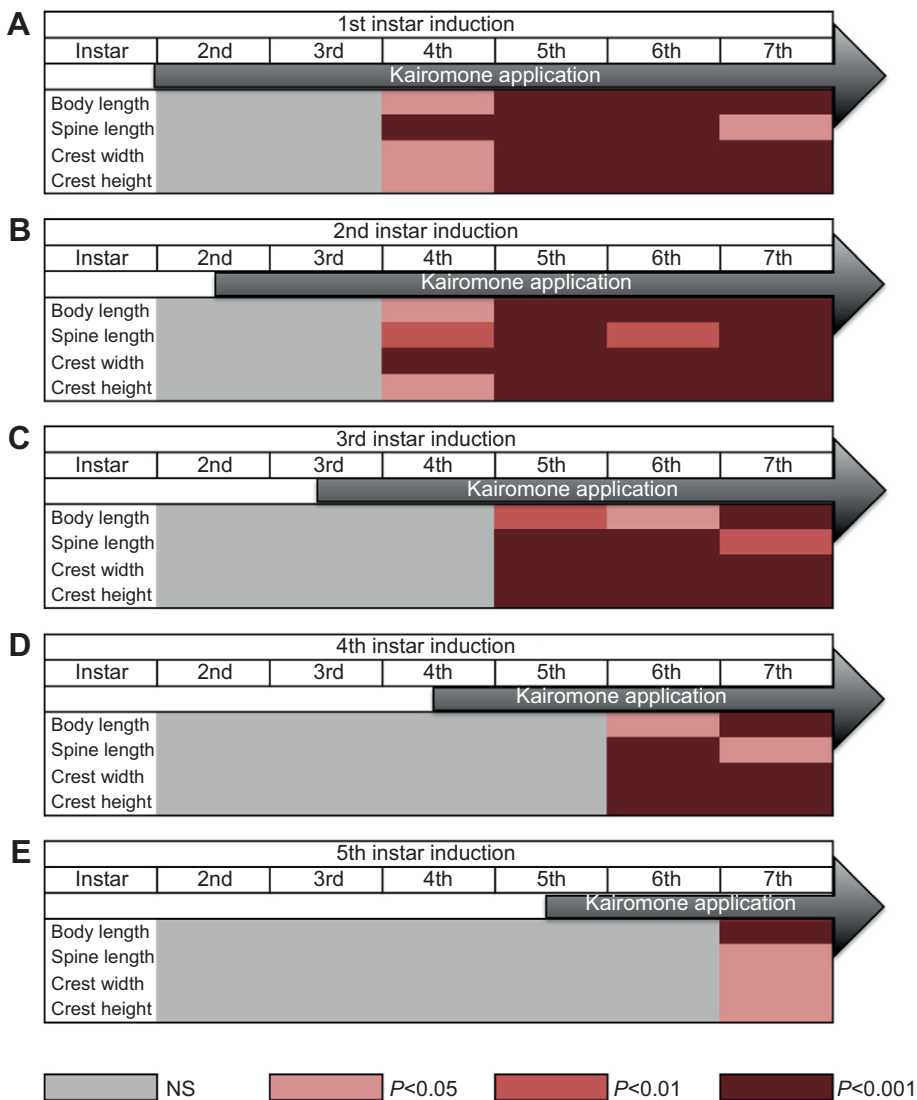 A
1st instar induction
Instar 2nd 3rd 4th 5th 6th 7th
Kairomone application
Body length
Spine length
Crest width
Crest height
B
2nd instar induction
Instar 2nd 3rd 4th 5th 6th 7th
Kairomone application
Body length
Spine length
Crest width
Crest height
C
3rd instar induction
Instar 2nd 3rd 4th 5th 6th 7th
Kairomone application
Body length
Spine length
Crest width
Crest height
D
4th instar induction
Instar 2nd 3rd 4th 5th 6th 7th
Kairomone application
Body length
Spine length
Crest width
Crest height
E
5th instar induction
Instar 2nd 3rd 4th 5th 6th 7th
Kairomone application
Body length
Spine length
Crest width
Crest height
NS P<0.05 P<0.01 P<0.001